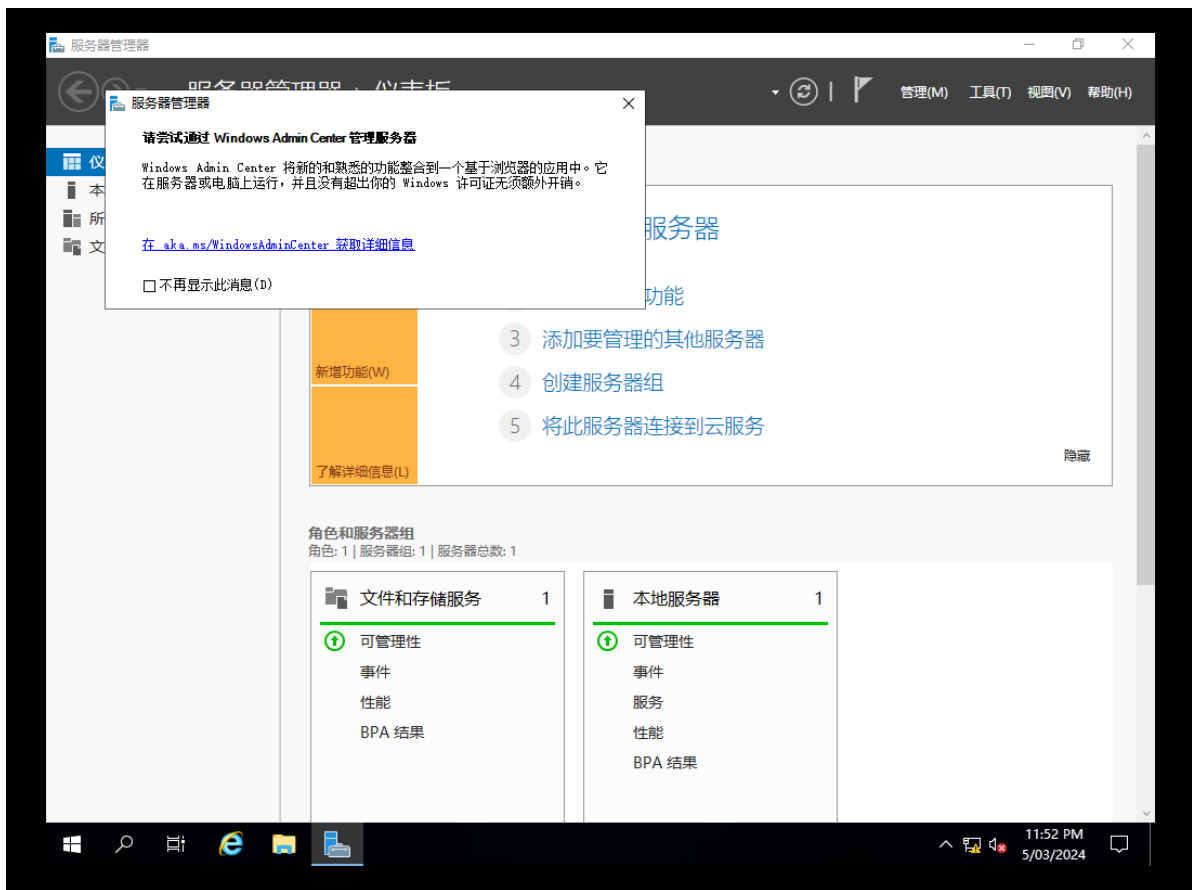 服务器管理器
服务器管理器
管理(M) 工具(T) 视图(V) 帮助(H)
请尝试通过 Windows Admin Center 管理服务器
Windows Admin Center 将新的和熟悉的功能整合到一个基于浏览器的应用中。它
在服务器或电脑上运行，并且没有超出你的 Windows 许可证无须额外开销。
在 aka.ms/WindowsAdminCenter 获取详细信息
不再显示此消息(D)
仪
本
所
文
服务器
功能
3 添加要管理的其他服务器
4 创建服务器组
5 将此服务器连接到云服务
新增功能(W)
了解详细信息(L)
隐藏
角色和服务器组
角色: 1 | 服务器组: 1 | 服务器总数: 1
文件和存储服务 1
可管理性
事件
性能
BPA 结果
本地服务器 1
可管理性
事件
服务
性能
BPA 结果
11:52 PM
5/03/2024